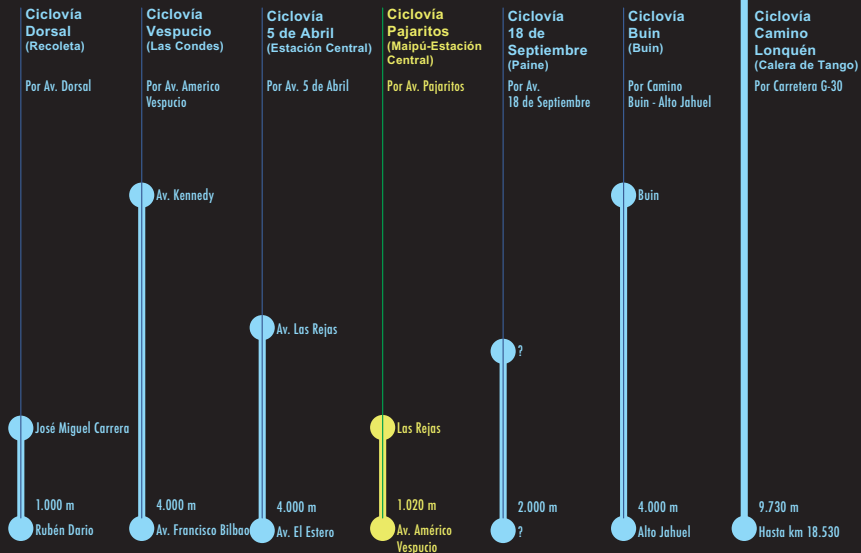 Ciclovía
Dorsal
(Recoleta)
Por Av. Dorsal
José Miguel Carrera
1.000 m
Rubén Dario
Ciclovía
Vespucio
(Las Condes)
Por Av. Americo
Vespucio
Av. Kennedy
4.000 m
Av. Francisco Bilbao
Ciclovía
5 de Abril
(Estación Central)
Por Av. 5 de Abril
Av. Las Rejas
4.000 m
Av. El Estero
Ciclovía
Pajaritos
(Maipú-Estación
Central)
Por Av. Pajaritos
Las Rejas
1.020 m
Av. Américo
Vespucio
Ciclovía
18 de
Septiembre
(Paine)
Por Av.
18 de Septiembre
?
2.000 m
?
Ciclovía
Buin
(Buin)
Por Camino
Buin - Alto Jahuel
Buin
4.000 m
Alto Jahuel
Ciclovía
Camino
Lonquén
(Calera de Tango)
Por Carretera G-30
9.730 m
Hasta km 18.530